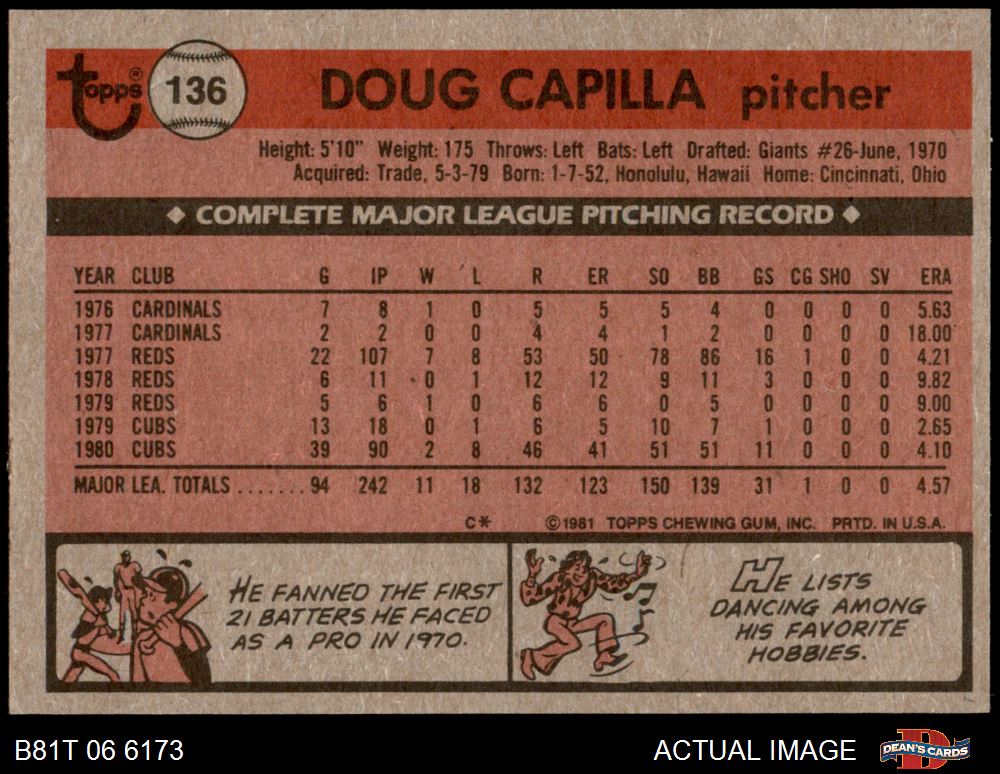 topps®
136
DOUG CAPILLA pitcher
Height: 5'10" Weight: 175 Throws: Left Bats: Left Drafted: Giants #26-June, 1970
Acquired: Trade, 5-3-79 Born: 1-7-52, Honolulu, Hawaii Home: Cincinnati, Ohio
◆ COMPLETE MAJOR LEAGUE PITCHING RECORD ◆
YEAR CLUB G IP W L R ER SO BB GS CG SHO SV ERA
1976 CARDINALS 7 8 1 0 5 5 5 4 0 0 0 0 5.63
1977 CARDINALS 2 2 0 0 4 4 1 2 0 0 0 0 18.00
1977 REDS 22 107 7 8 53 50 78 86 16 1 0 0 4.21
1978 REDS 6 11 0 1 12 12 9 11 3 0 0 0 9.82
1979 REDS 5 6 1 0 6 6 0 5 0 0 0 0 9.00
1979 CUBS 13 18 0 1 6 5 10 7 1 0 0 0 2.65
1980 CUBS 39 90 2 8 46 41 51 51 11 0 0 0 4.10
MAJOR LEA. TOTALS ........ 94 242 11 18 132 123 150 139 31 1 0 0 4.57
C* ©1981 TOPPS CHEWING GUM, INC. PRTD. IN U.S.A.
HE FANNED THE FIRST
21 BATTERS HE FACED
AS A PRO IN 1970.
HE LISTS
DANCING AMONG
HIS FAVORITE
HOBBIES.
B81T 06 6173 ACTUAL IMAGE DEAN'S CARDS